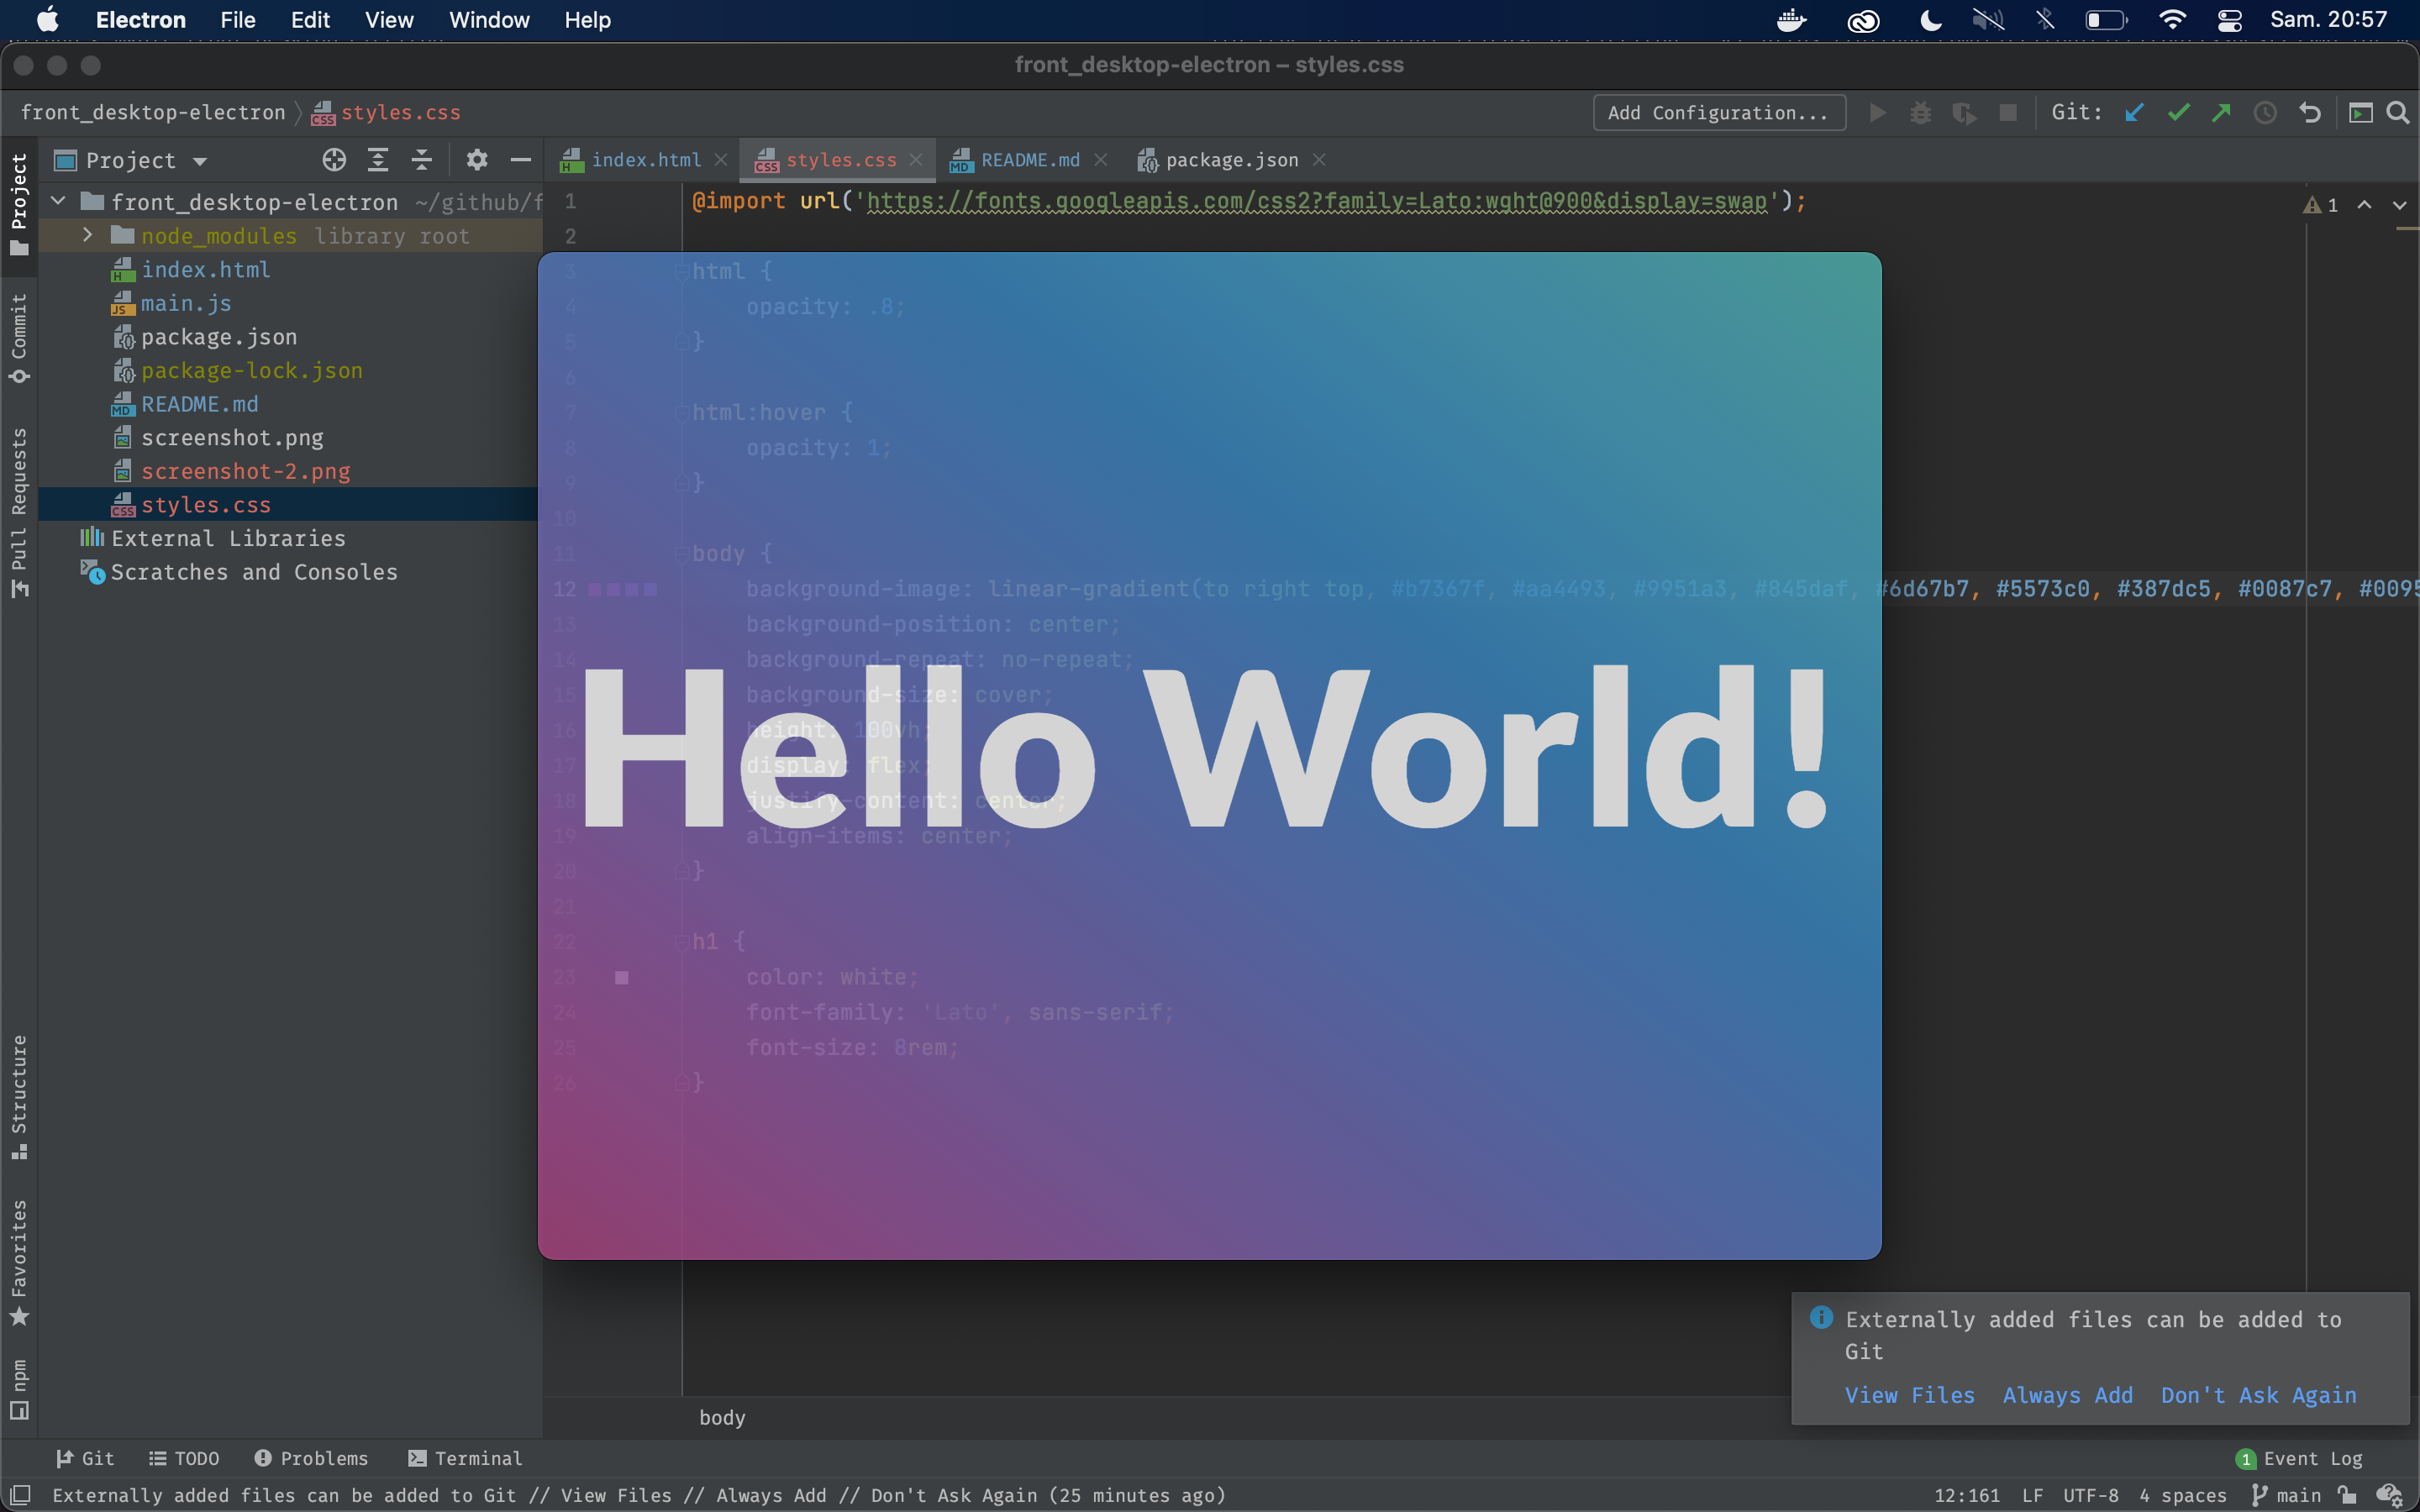 Electron File Edit View Window Help Sam. 20:57
front_desktop-electron – styles.css
front_desktop-electron styles.css Add Configuration... Git:
Project
index.html styles.css README.md package.json
Project
Commit
Pull Requests
Structure
Favorites
npm
front_desktop-electron ~/github/f
node_modules library root
index.html
main.js
package.json
package-lock.json
README.md
screenshot.png
screenshot-2.png
styles.css
External Libraries
Scratches and Consoles
1 @import url('https://fonts.googleapis.com/css2?family=Lato:wght@900&display=swap'); 1
2
3 html {
4 opacity: .8;
5 }
6
7 html:hover {
8 opacity: 1;
9 }
10
11 body {
12 background-image: linear-gradient(to right top, #b7367f, #aa4493, #9951a3, #845daf, #6d67b7, #5573c0, #387dc5, #0087c7, #0095
13 background-position: center;
14 background-repeat: no-repeat;
15 background-size: cover;
16 height: 100vh;
17 display: flex;
18 justify-content: center;
19 align-items: center;
20 }
21
22 h1 {
23 color: white;
24 font-family: 'Lato', sans-serif;
25 font-size: 8rem;
26 }
Hello World!
Externally added files can be added to
Git
View Files Always Add Don't Ask Again
body
Git TODO Problems Terminal 1 Event Log
Externally added files can be added to Git // View Files // Always Add // Don't Ask Again (25 minutes ago) 12:161 LF UTF-8 4 spaces main